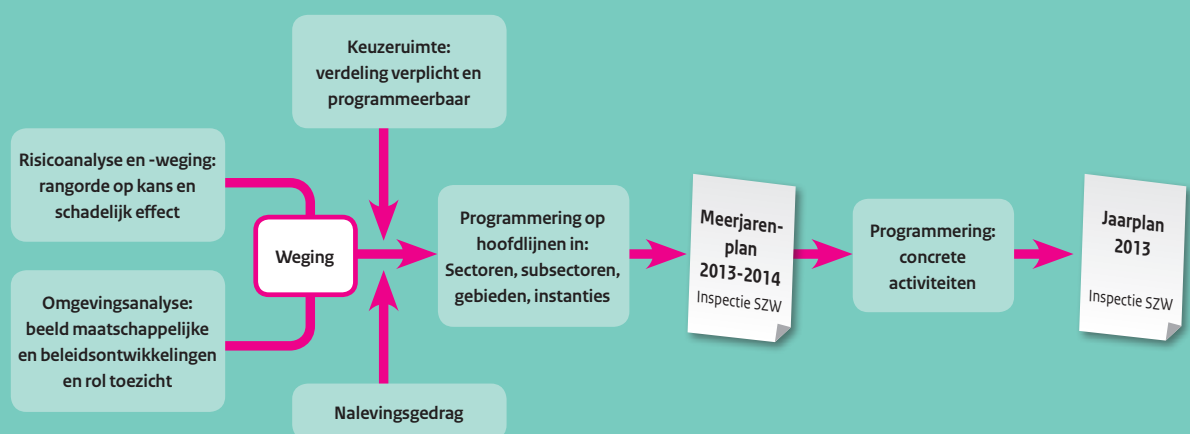 Keuzeruimte:
verdeling verplicht en
programmeerbaar
Risicoanalyse en -weging:
rangorde op kans en
schadelijk effect
Omgevingsanalyse:
beeld maatschappelijke
en beleidsontwikkelingen
en rol toezicht
Weging
Nalevingsgedrag
Programmering op
hoofdlijnen in:
Sectoren, subsectoren,
gebieden, instanties
Meerjaren-
plan
2013-2014
Inspectie SZW
Programmering:
concrete
activiteiten
Jaarplan
2013
Inspectie SZW